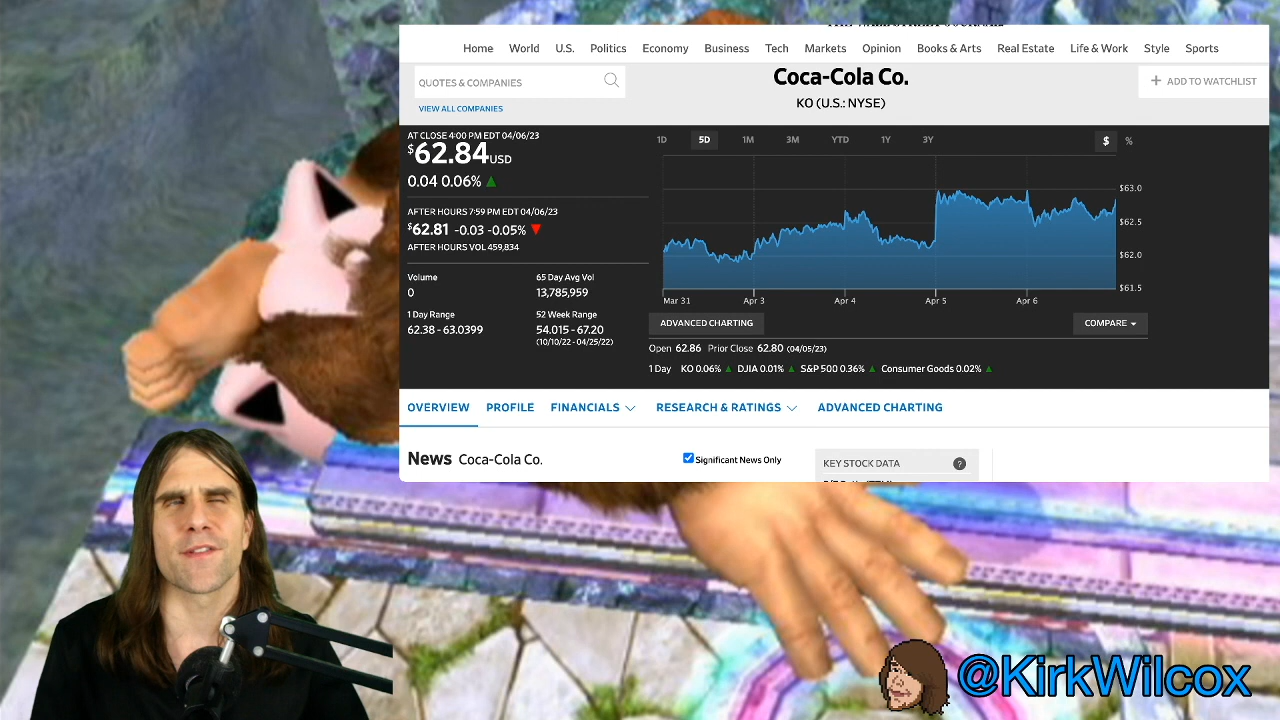 THE WALL STREET JOURNAL
Home World U.S. Politics Economy Business Tech Markets Opinion Books & Arts Real Estate Life & Work Style Sports
QUOTES & COMPANIES
VIEW ALL COMPANIES
Coca-Cola Co.
KO (U.S.: NYSE)
+ ADD TO WATCHLIST
AT CLOSE 4:00 PM EDT 04/06/23
$62.84 USD
0.04 0.06%
AFTER HOURS 7:59 PM EDT 04/06/23
$62.81 -0.03 -0.05%
AFTER HOURS VOL 459,834
Volume 65 Day Avg Vol
0 13,785,959
1 Day Range 52 Week Range
62.38 - 63.0399 54.015 - 67.20
(10/10/22 - 04/25/22)
1D 5D 1M 3M YTD 1Y 3Y $ %
$63.0
$62.5
$62.0
$61.5
Mar 31 Apr 3 Apr 4 Apr 5 Apr 6
ADVANCED CHARTING COMPARE
Open 62.86 Prior Close 62.80 (04/05/23)
1 Day KO 0.06% DJIA 0.01% S&P 500 0.36% Consumer Goods 0.02%
OVERVIEW PROFILE FINANCIALS RESEARCH & RATINGS ADVANCED CHARTING
News Coca-Cola Co. Significant News Only KEY STOCK DATA ?
@KirkWilcox